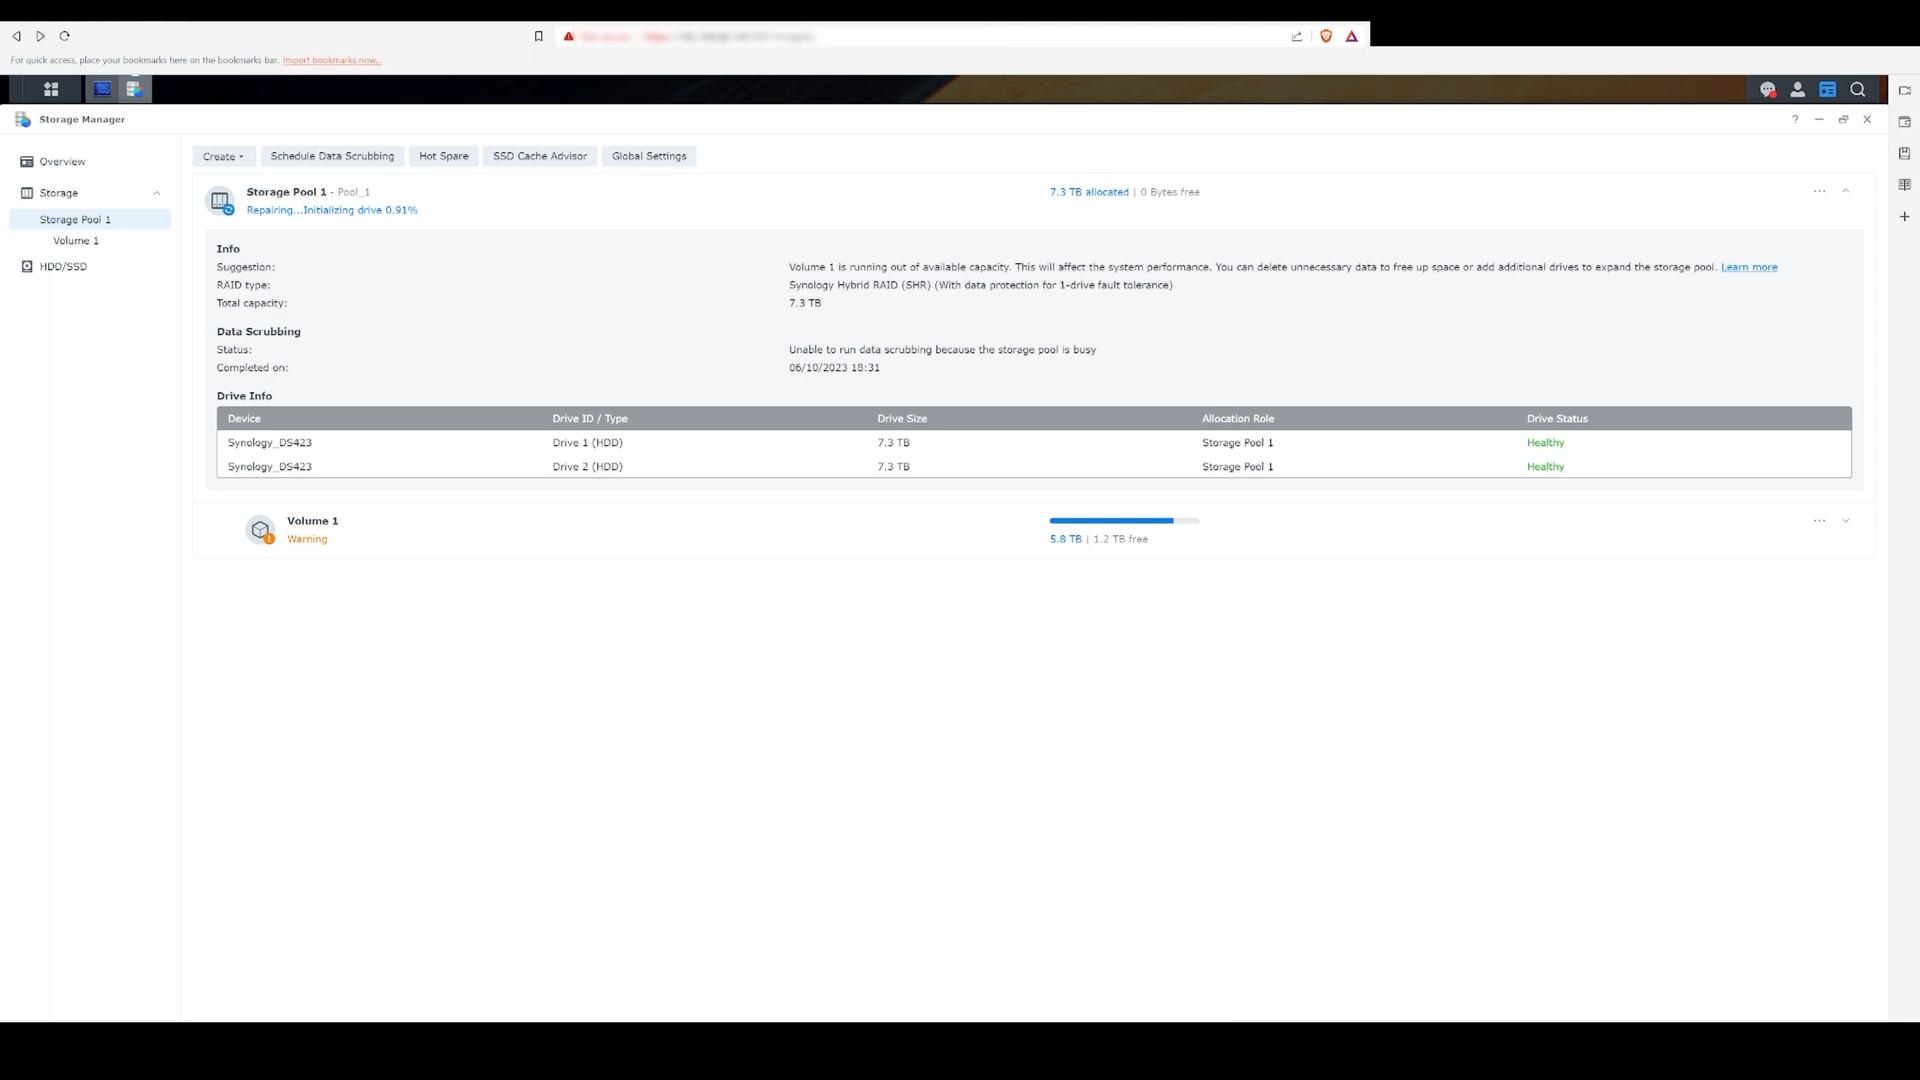 For quick access, place your bookmarks here on the bookmarks bar. Import bookmarks now...
Storage Manager
?
Overview
Storage
Storage Pool 1
Volume 1
HDD/SSD
Create
Schedule Data Scrubbing
Hot Spare
SSD Cache Advisor
Global Settings
Storage Pool 1 - Pool_1
7.3 TB allocated | 0 Bytes free
Repairing...Initializing drive 0.91%
Info
Suggestion: Volume 1 is running out of available capacity. This will affect the system performance. You can delete unnecessary data to free up space or add additional drives to expand the storage pool. Learn more
RAID type: Synology Hybrid RAID (SHR) (With data protection for 1-drive fault tolerance)
Total capacity: 7.3 TB
Data Scrubbing
Status: Unable to run data scrubbing because the storage pool is busy
Completed on: 06/10/2023 18:31
Drive Info
Device Drive ID / Type Drive Size Allocation Role Drive Status
Synology_DS423 Drive 1 (HDD) 7.3 TB Storage Pool 1 Healthy
Synology_DS423 Drive 2 (HDD) 7.3 TB Storage Pool 1 Healthy
Volume 1
Warning
5.8 TB | 1.2 TB free